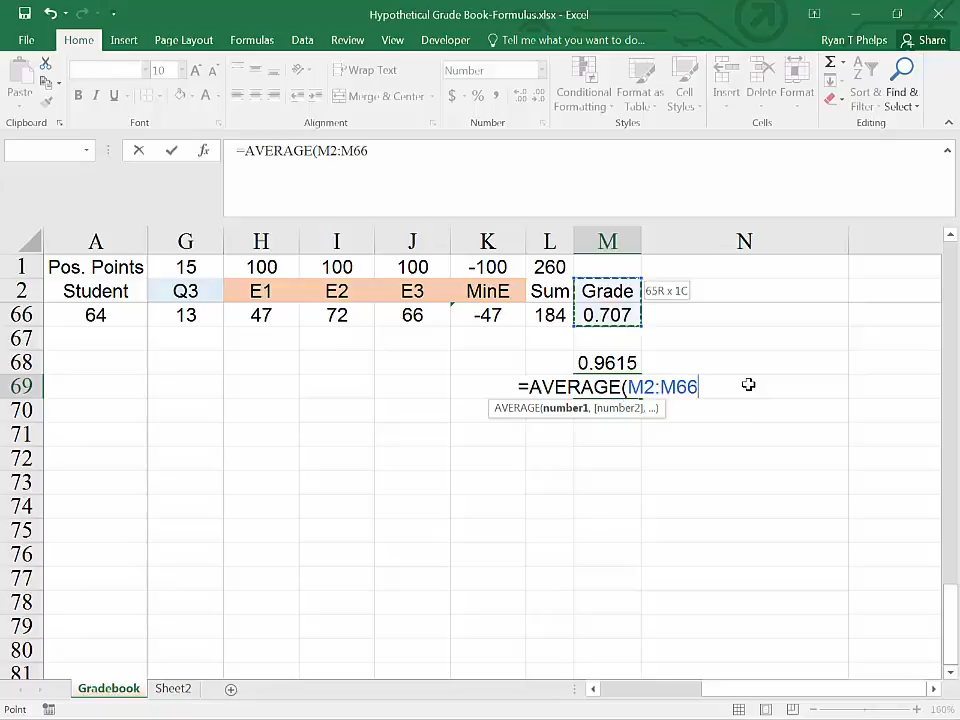 Hypothetical Grade Book-Formulas.xlsx - Excel
File Home Insert Page Layout Formulas Data Review View Developer Tell me what you want to do... Ryan T Phelps Share
Paste
10
A A
Wrap Text
Number
Conditional Formatting
Format as Table
Cell Styles
Insert Delete Format
Sort & Filter
Find & Select
B I U
A
Merge & Center
$ % ,
Clipboard Font Alignment Number Styles Cells Editing
fx =AVERAGE(M2:M66
A G H I J K L M N
1 Pos. Points 15 100 100 100 -100 260
2 Student Q3 E1 E2 E3 MinE Sum Grade 65R x 1C
66 64 13 47 72 66 -47 184 0.707
67
68 0.9615
69 =AVERAGE(M2:M66
70 AVERAGE(number1, [number2], ...)
71
72
73
74
75
76
77
78
79
80
81
Gradebook Sheet2
Point 160%